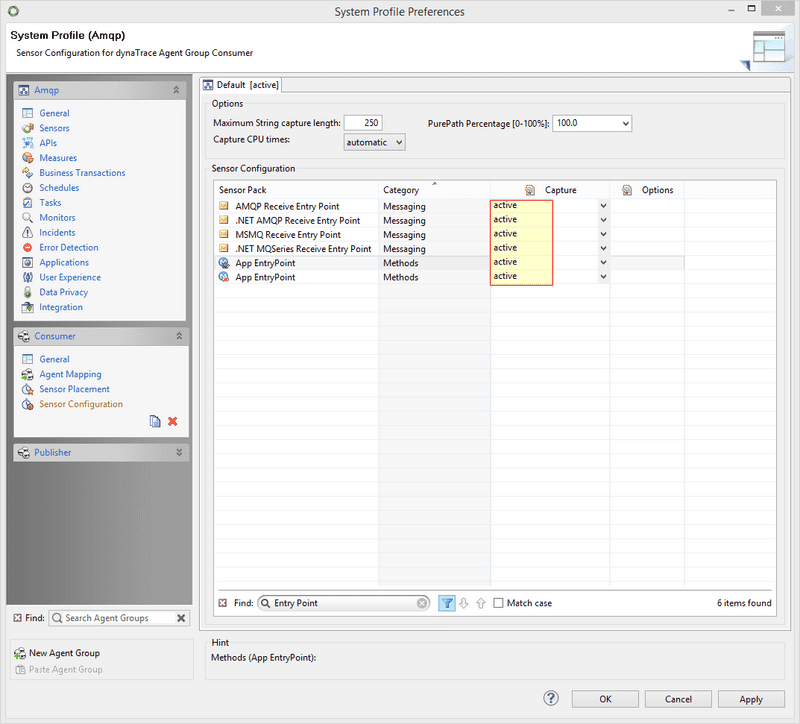 System Profile Preferences
System Profile (Amqp)
Sensor Configuration for dynaTrace Agent Group Consumer
Amqp
General
Sensors
APIs
Measures
Business Transactions
Schedules
Tasks
Monitors
Incidents
Error Detection
Applications
User Experience
Data Privacy
Integration
Consumer
General
Agent Mapping
Sensor Placement
Sensor Configuration
Publisher
Find: Search Agent Groups
New Agent Group
Paste Agent Group
Default [active]
Options
Maximum String capture length: 250 PurePath Percentage [0-100%]: 100.0
Capture CPU times: automatic
Sensor Configuration
Sensor Pack Category Capture Options
AMQP Receive Entry Point Messaging active
.NET AMQP Receive Entry Point Messaging active
MSMQ Receive Entry Point Messaging active
.NET MQSeries Receive Entry Point Messaging active
App EntryPoint Methods active
App EntryPoint Methods active
Find: Entry Point Match case 6 items found
Hint
Methods (App EntryPoint):
? OK Cancel Apply